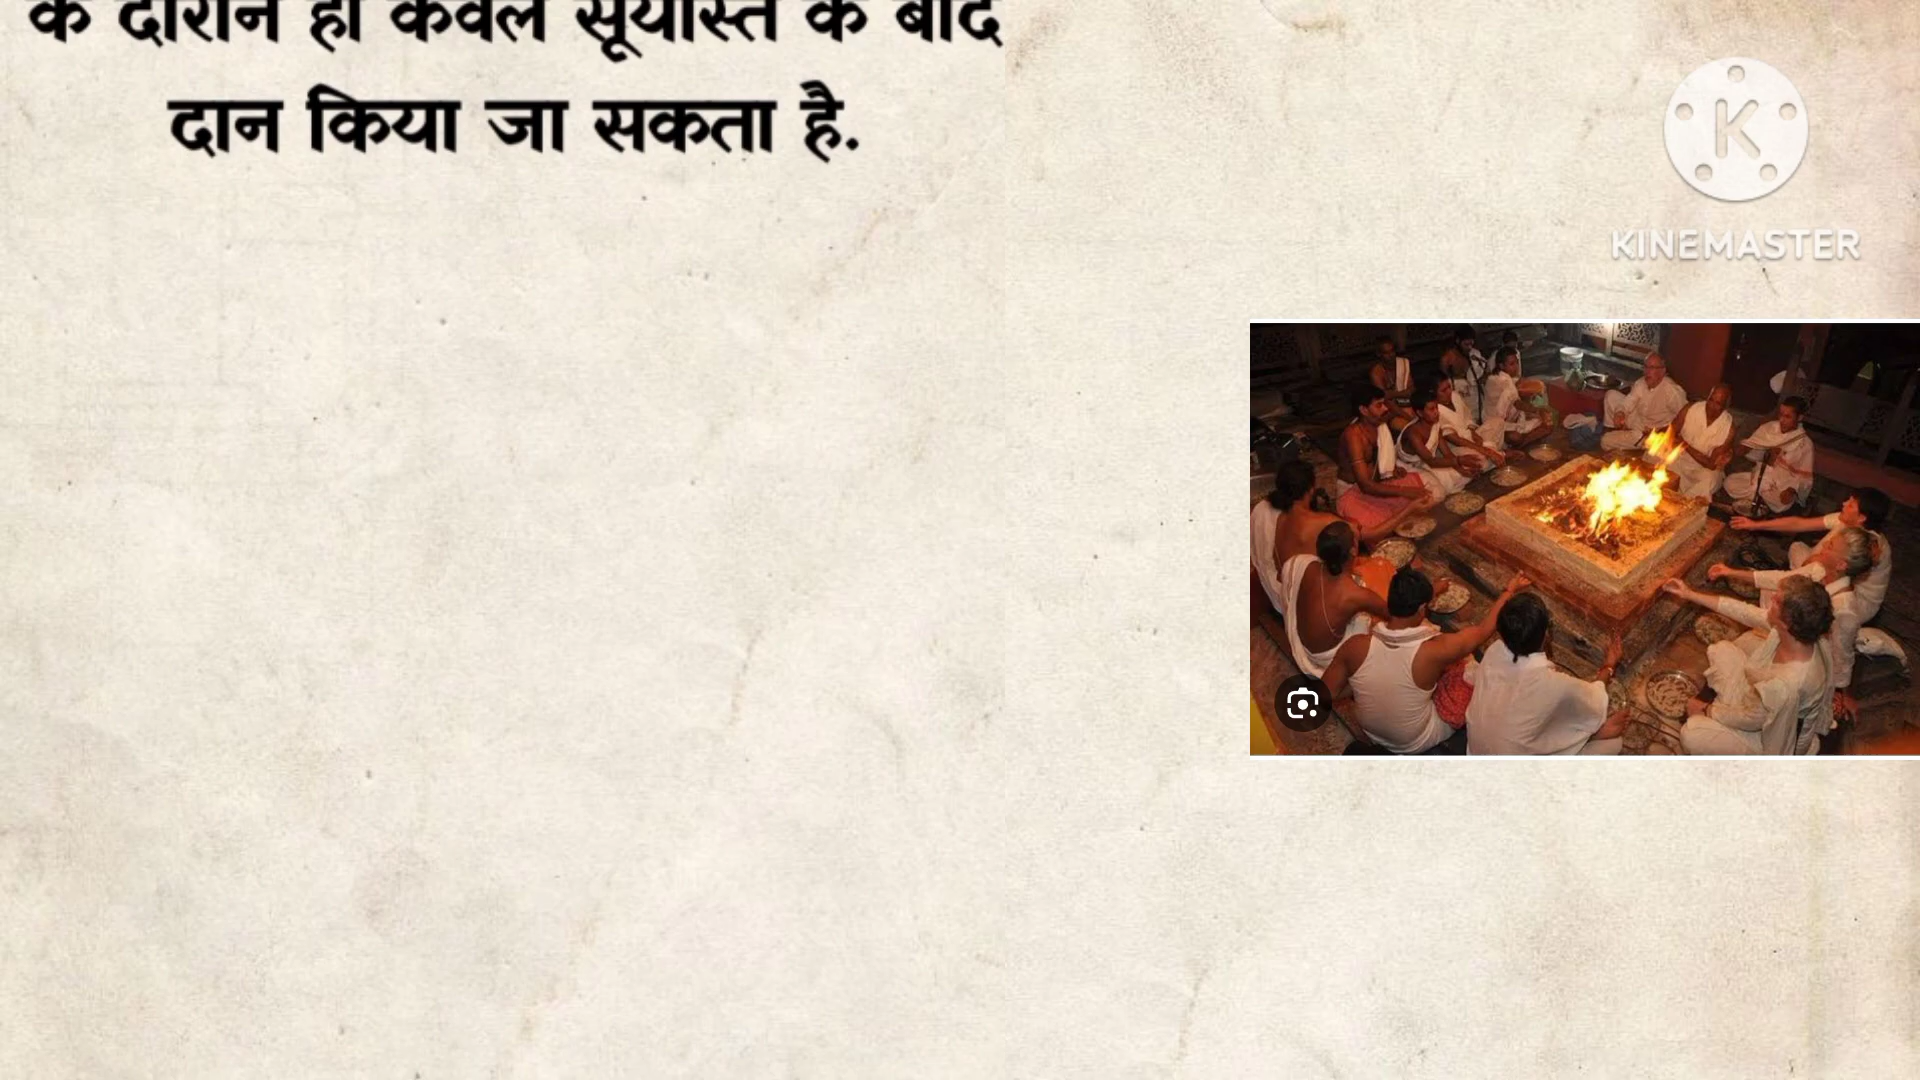 के दौरान ही केवल सूर्यास्त के बाद
दान किया जा सकता है.
K
KINEMASTER